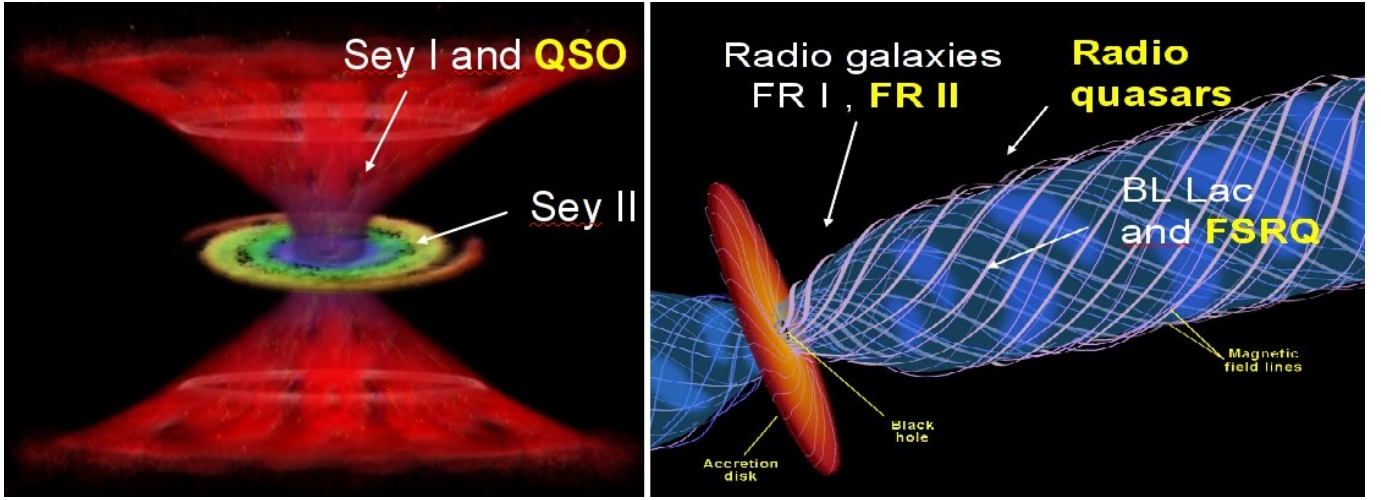 Sey I and QSO
Sey II
Radio galaxies
FR I , FR II
Radio
quasars
BL Lac
and FSRQ
Magnetic
field lines
Black
hole
Accretion
disk